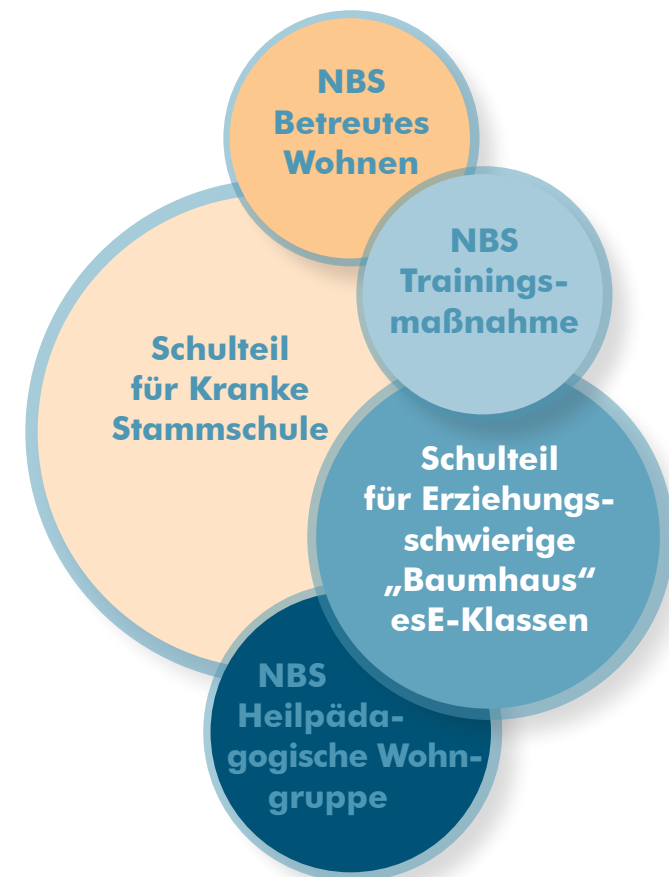 NBS
Betreutes
Wohnen
NBS
Trainings-
maßnahme
Schulteil
für Kranke
Stammschule
Schulteil
für Erziehungs-
schwierige
„Baumhaus“
esE-Klassen
NBS
Heilpäda-
gogische Wohn-
gruppe